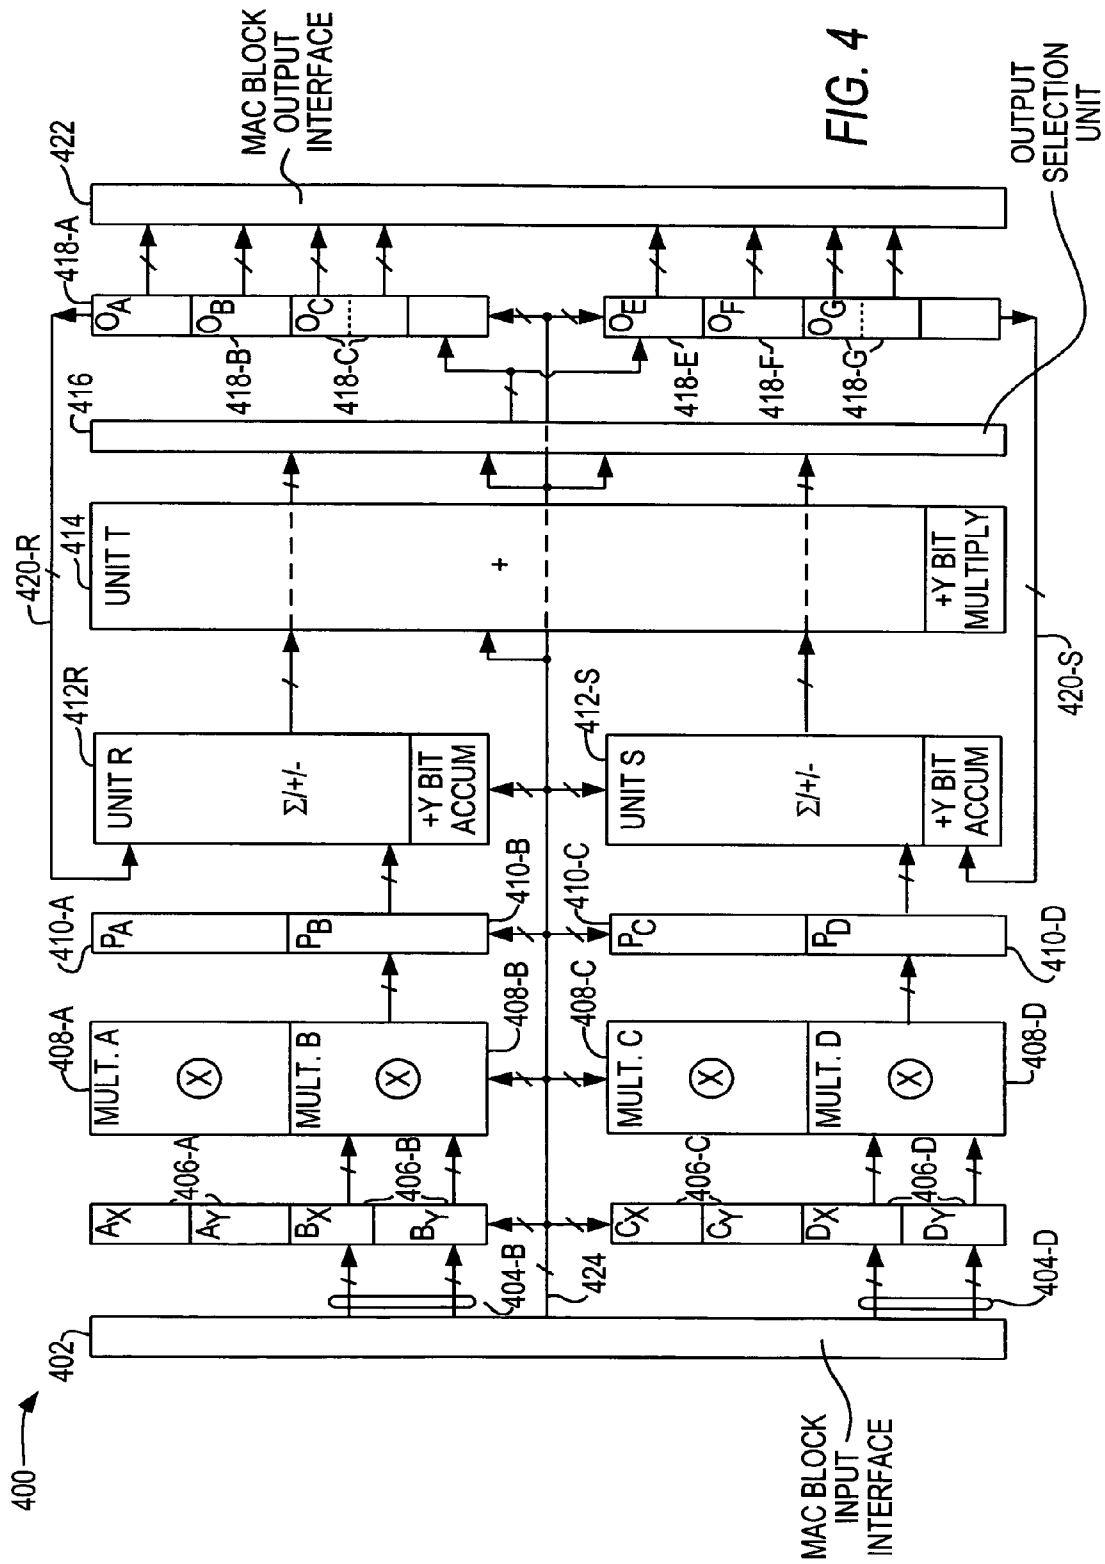 400
402
404-B
424
404-D
MAC BLOCK
INPUT
INTERFACE
AX
AY
BX
BY
406-A
406-B
CX
CY
DX
DY
406-C
406-D
408-A
MULT. A
X
MULT. B
X
408-B
408-C
MULT. C
X
MULT. D
X
408-D
410-A
PA
PB
410-B
410-C
PC
PD
410-D
412R
UNIT R
Σ/+/-
+Y BIT
ACCUM
412-S
UNIT S
Σ/+/-
+Y BIT
ACCUM
420-R
420-S
414
UNIT T
+
+Y BIT
MULTIPLY
416
OUTPUT
SELECTION
UNIT
418-A
OA
OB
OC
418-B
418-C
OE
OF
OG
418-E
418-F
418-G
422
MAC BLOCK
OUTPUT
INTERFACE
FIG. 4